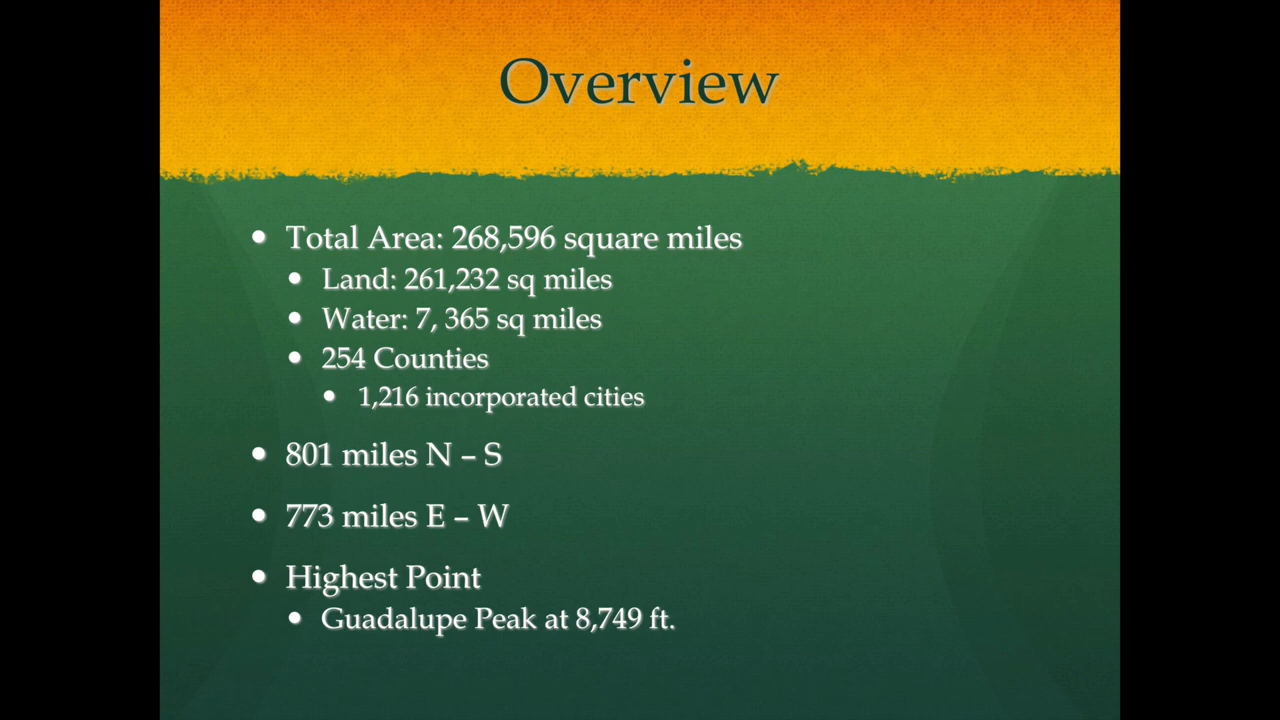 Overview
• Total Area: 268,596 square miles
• Land: 261,232 sq miles
• Water: 7, 365 sq miles
• 254 Counties
• 1,216 incorporated cities
• 801 miles N – S
• 773 miles E – W
• Highest Point
• Guadalupe Peak at 8,749 ft.